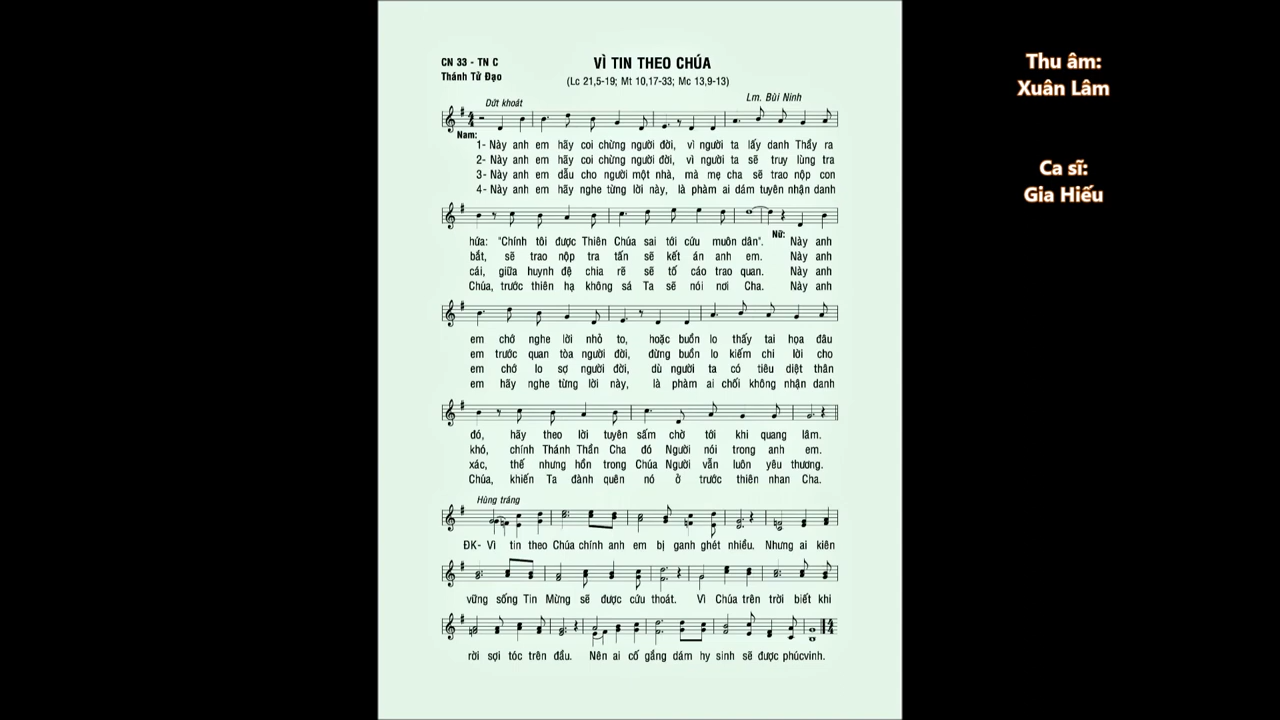 CN 33 - TN C
Thánh Tử Đạo
VÌ TIN THEO CHÚA
(Lc 21,5-19; Mt 10,17-33; Mc 13,9-13)
Lm. Bùi Ninh
Dứt khoát
Nam:
1- Này anh em hãy coi chừng người đời, vì người ta lấy danh Thầy ra
2- Này anh em hãy coi chừng người đời, vì người ta sẽ truy lùng tra
3- Này anh em dẫu cho người một nhà, mà mẹ cha sẽ trao nộp con
4- Này anh em hãy nghe từng lời này, là phàm ai dám tuyên nhận danh
Nữ:
hứa: "Chính tôi được Thiên Chúa sai tới cứu muôn dân". Này anh
bắt, sẽ trao nộp tra tấn sẽ kết án anh em. Này anh
cái, giữa huynh đệ chia rẽ sẽ tố cáo trao quan. Này anh
Chúa, trước thiên hạ không sá Ta sẽ nói nơi Cha. Này anh
em chớ nghe lời nhỏ to, hoặc buồn lo thấy tai họa đâu
em trước quan tòa người đời, đừng buồn lo kiếm chi lời cho
em chớ lo sợ người đời, dù người ta có tiêu diệt thân
em hãy nghe từng lời này, là phàm ai chối không nhận danh
đó, hãy theo lời tuyên sấm chờ tới khi quang lâm.
khó, chính Thánh Thần Cha đó Người nói trong anh em.
xác, thế nhưng hồn trong Chúa Người vẫn luôn yêu thương.
Chúa, khiến Ta đành quên nó ở trước thiên nhan Cha.
Hùng tráng
ĐK- Vì tin theo Chúa chính anh em bị ganh ghét nhiều. Nhưng ai kiên
vững sống Tin Mừng sẽ được cứu thoát. Vì Chúa trên trời biết khi
rời sợi tóc trên đầu. Nên ai cố gắng dám hy sinh sẽ được phúcvinh.
Thu âm:
Xuân Lâm
Ca sĩ:
Gia Hiếu